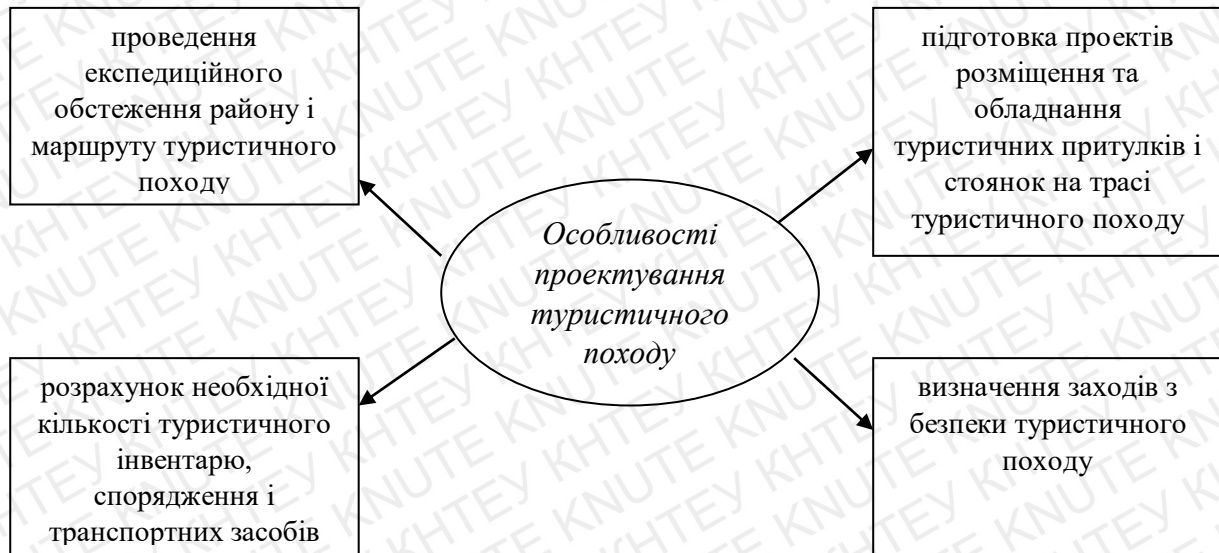 проведення
експедиційного
обстеження району і
маршруту туристичного
походу
підготовка проектів
розміщення та
обладнання
туристичних притулків і
стоянок на трасі
туристичного походу
Особливості
проектування
туристичного
походу
розрахунок необхідної
кількості туристичного
інвентарю,
спорядження і
транспортних засобів
визначення заходів з
безпеки туристичного
походу